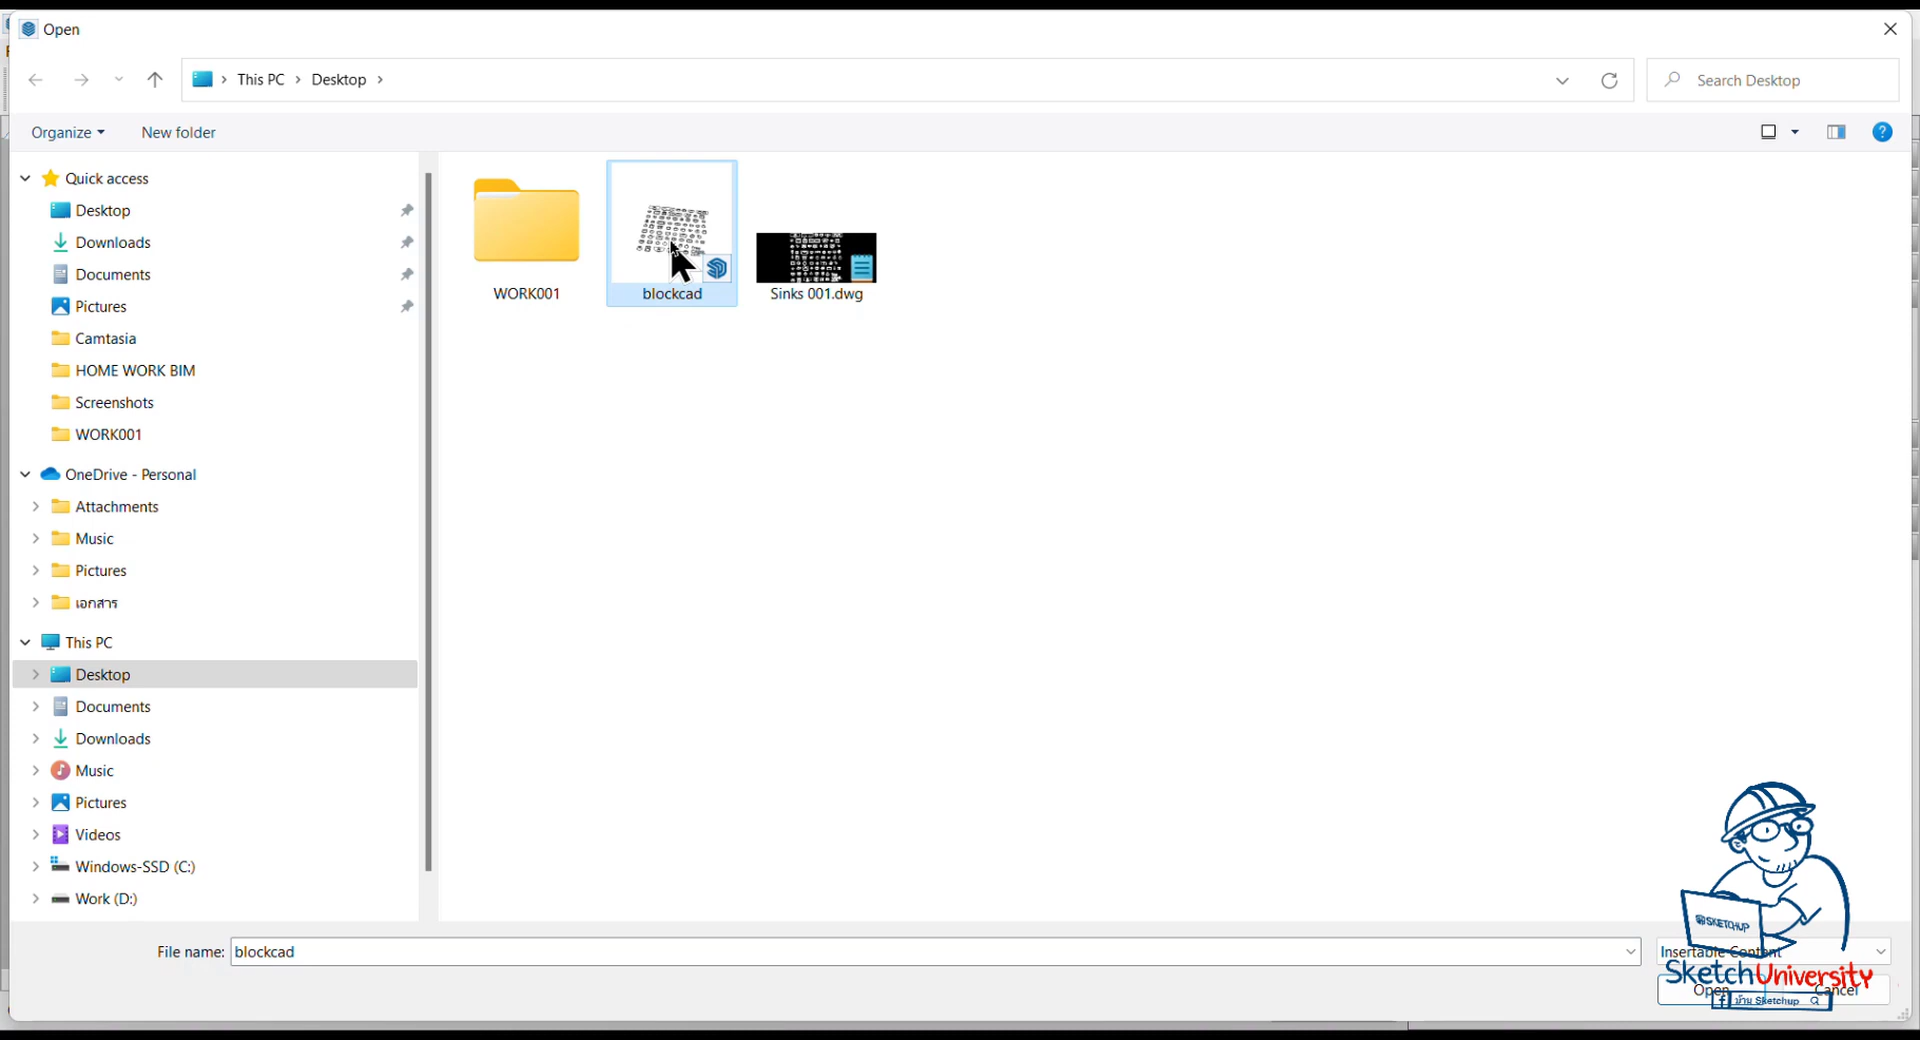 Open
This PC > Desktop >
Search Desktop
Organize
New folder
Quick access
Desktop
Downloads
Documents
Pictures
Camtasia
HOME WORK BIM
Screenshots
WORK001
OneDrive - Personal
Attachments
Music
Pictures
เอกสาร
This PC
Desktop
Documents
Downloads
Music
Pictures
Videos
Windows-SSD (C:)
Work (D:)
WORK001
blockcad
Sinks 001.dwg
File name: blockcad
Insertable Content
Open
Cancel
SKETCHUP
SketchUniversity
บ้าน Sketchup